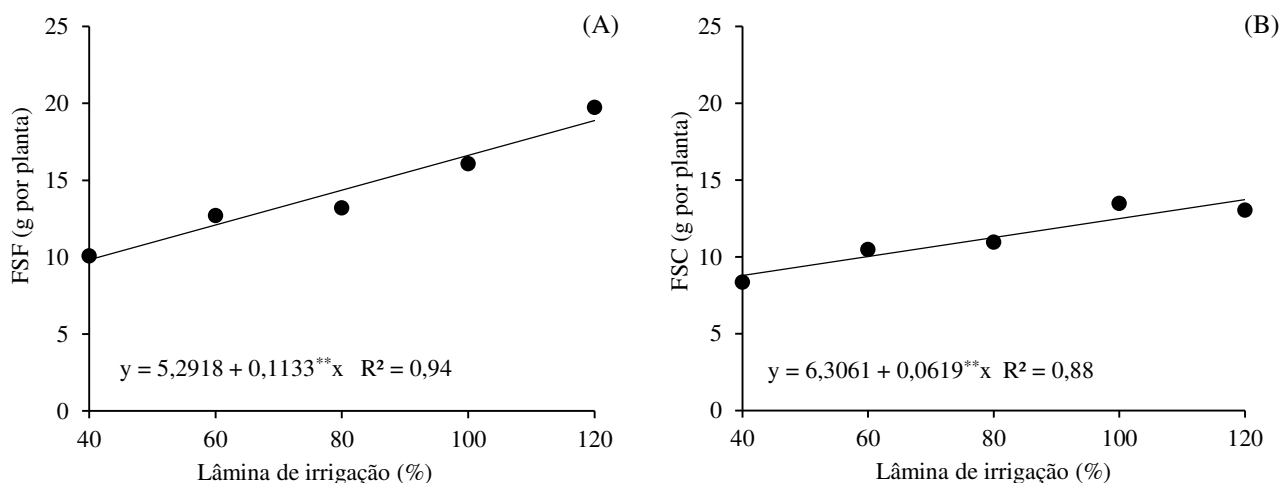 (A)
25
20
15
10
5
0
FSF (g por planta)
y = 5,2918 + 0,1133**x R² = 0,94
40 60 80 100 120
Lâmina de irrigação (%)
(B)
25
20
15
10
5
0
FSC (g por planta)
y = 6,3061 + 0,0619**x R² = 0,88
40 60 80 100 120
Lâmina de irrigação (%)